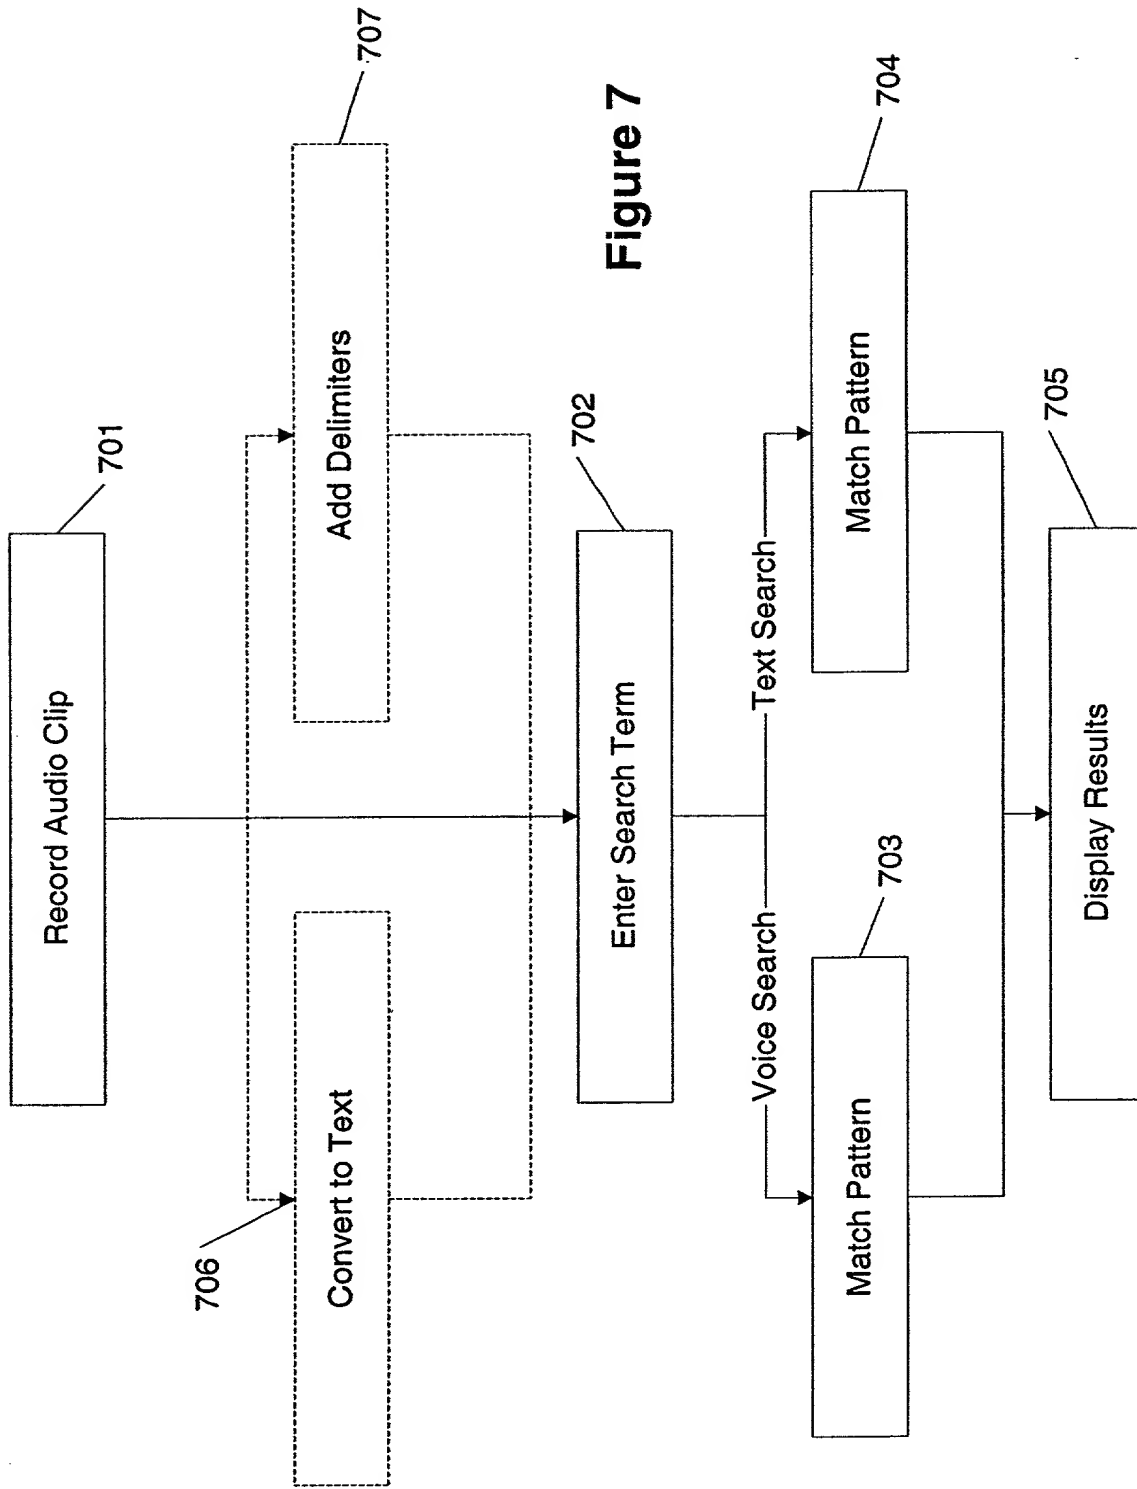 Record Audio Clip
701
706
Convert to Text
Add Delimiters
707
Enter Search Term
702
Figure 7
Voice Search
Text Search
Match Pattern
703
Match Pattern
704
Display Results
705